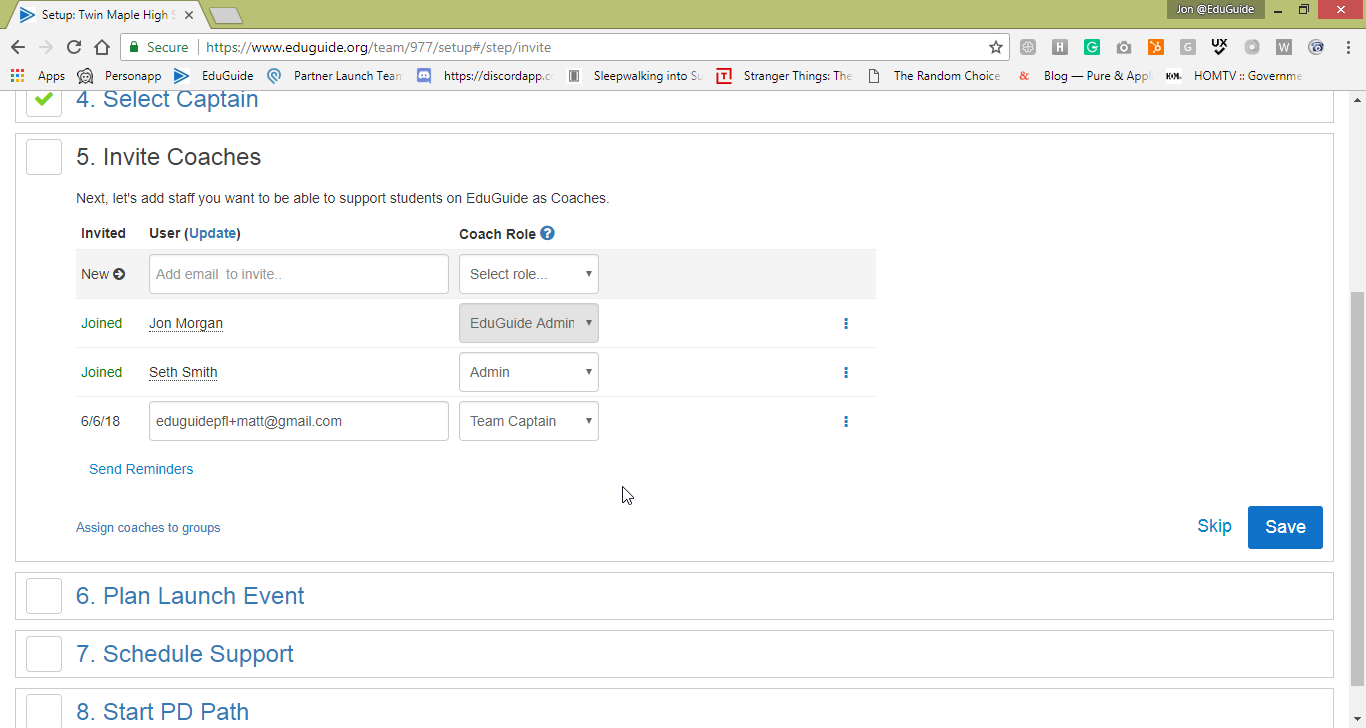 Setup: Twin Maple High S
Jon @EduGuide
Secure https://www.eduguide.org/team/977/setup#/step/invite
Apps Personapp EduGuide Partner Launch Team https://discordapp.c Sleepwalking into Su Stranger Things: The The Random Choice Blog — Pure & Appl HOMTV :: Governme
4. Select Captain
5. Invite Coaches
Next, let's add staff you want to be able to support students on EduGuide as Coaches.
Invited User (Update) Coach Role ?
New Add email to invite.. Select role...
Joined Jon Morgan EduGuide Admin
Joined Seth Smith Admin
6/6/18 eduguidepfl+matt@gmail.com Team Captain
Send Reminders
Assign coaches to groups Skip Save
6. Plan Launch Event
7. Schedule Support
8. Start PD Path